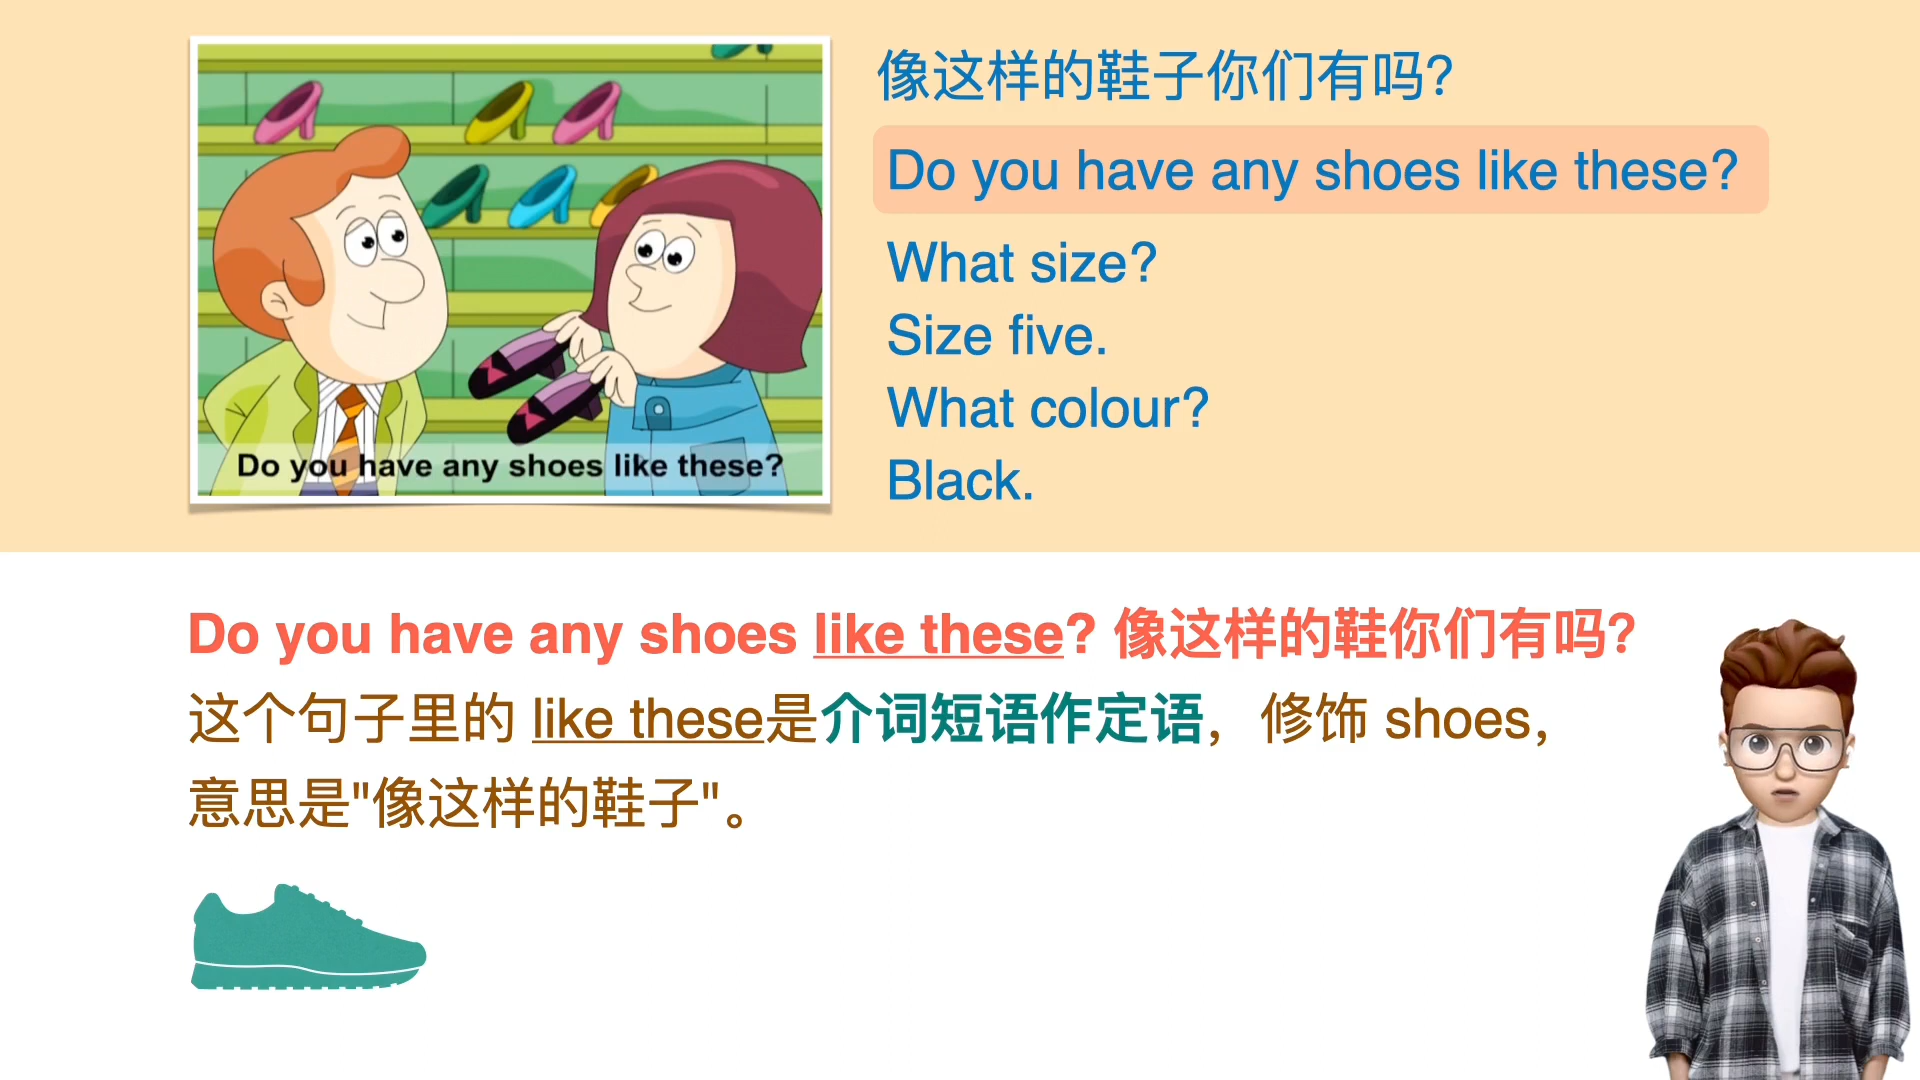 像这样的鞋子你们有吗?
Do you have any shoes like these?
What size?
Size five.
What colour?
Black.
Do you have any shoes like these?
Do you have any shoes like these? 像这样的鞋你们有吗?
这个句子里的 like these是介词短语作定语，修饰 shoes,
意思是"像这样的鞋子"。